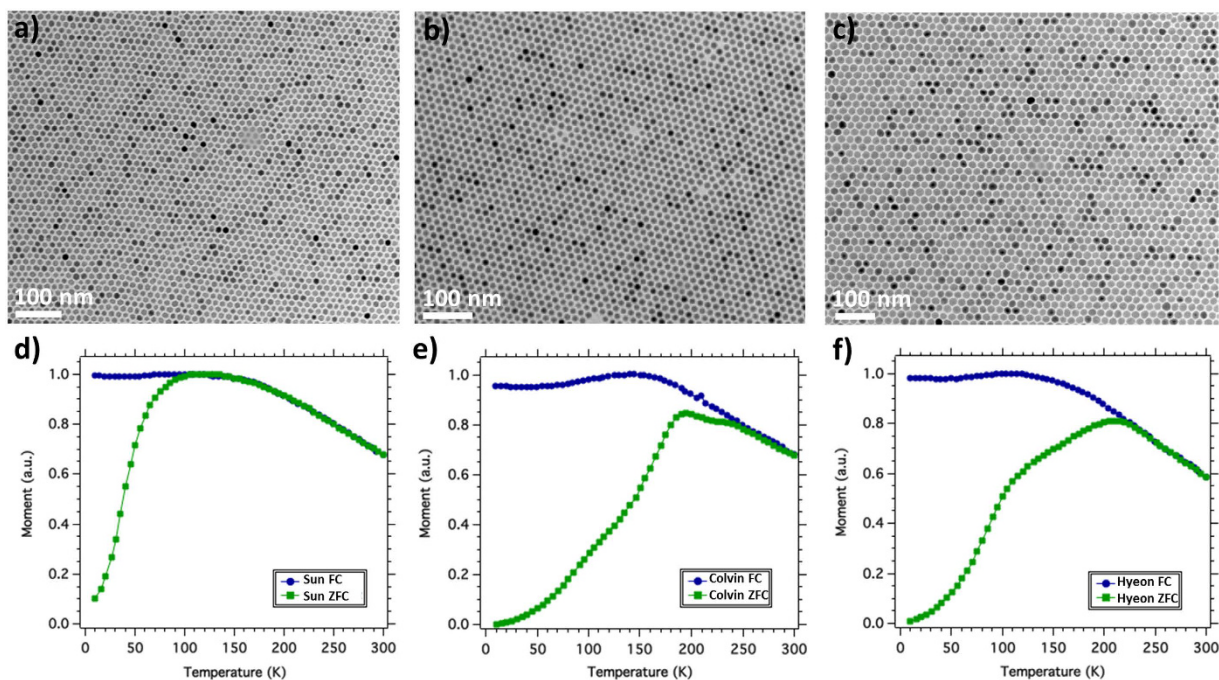 a)
b)
c)
100 nm
100 nm
100 nm
d)
e)
f)
1.0
0.8
0.6
0.4
0.2
0.0
Moment (a.u.)
Sun FC
Sun ZFC
0
50
100
150
200
250
300
Temperature (K)
1.0
0.8
0.6
0.4
0.2
0.0
Moment (a.u.)
Colvin FC
Colvin ZFC
0
50
100
150
200
250
300
Temperature (K)
1.0
0.8
0.6
0.4
0.2
0.0
Moment (a.u.)
Hyeon FC
Hyeon ZFC
0
50
100
150
200
250
300
Temperature (K)